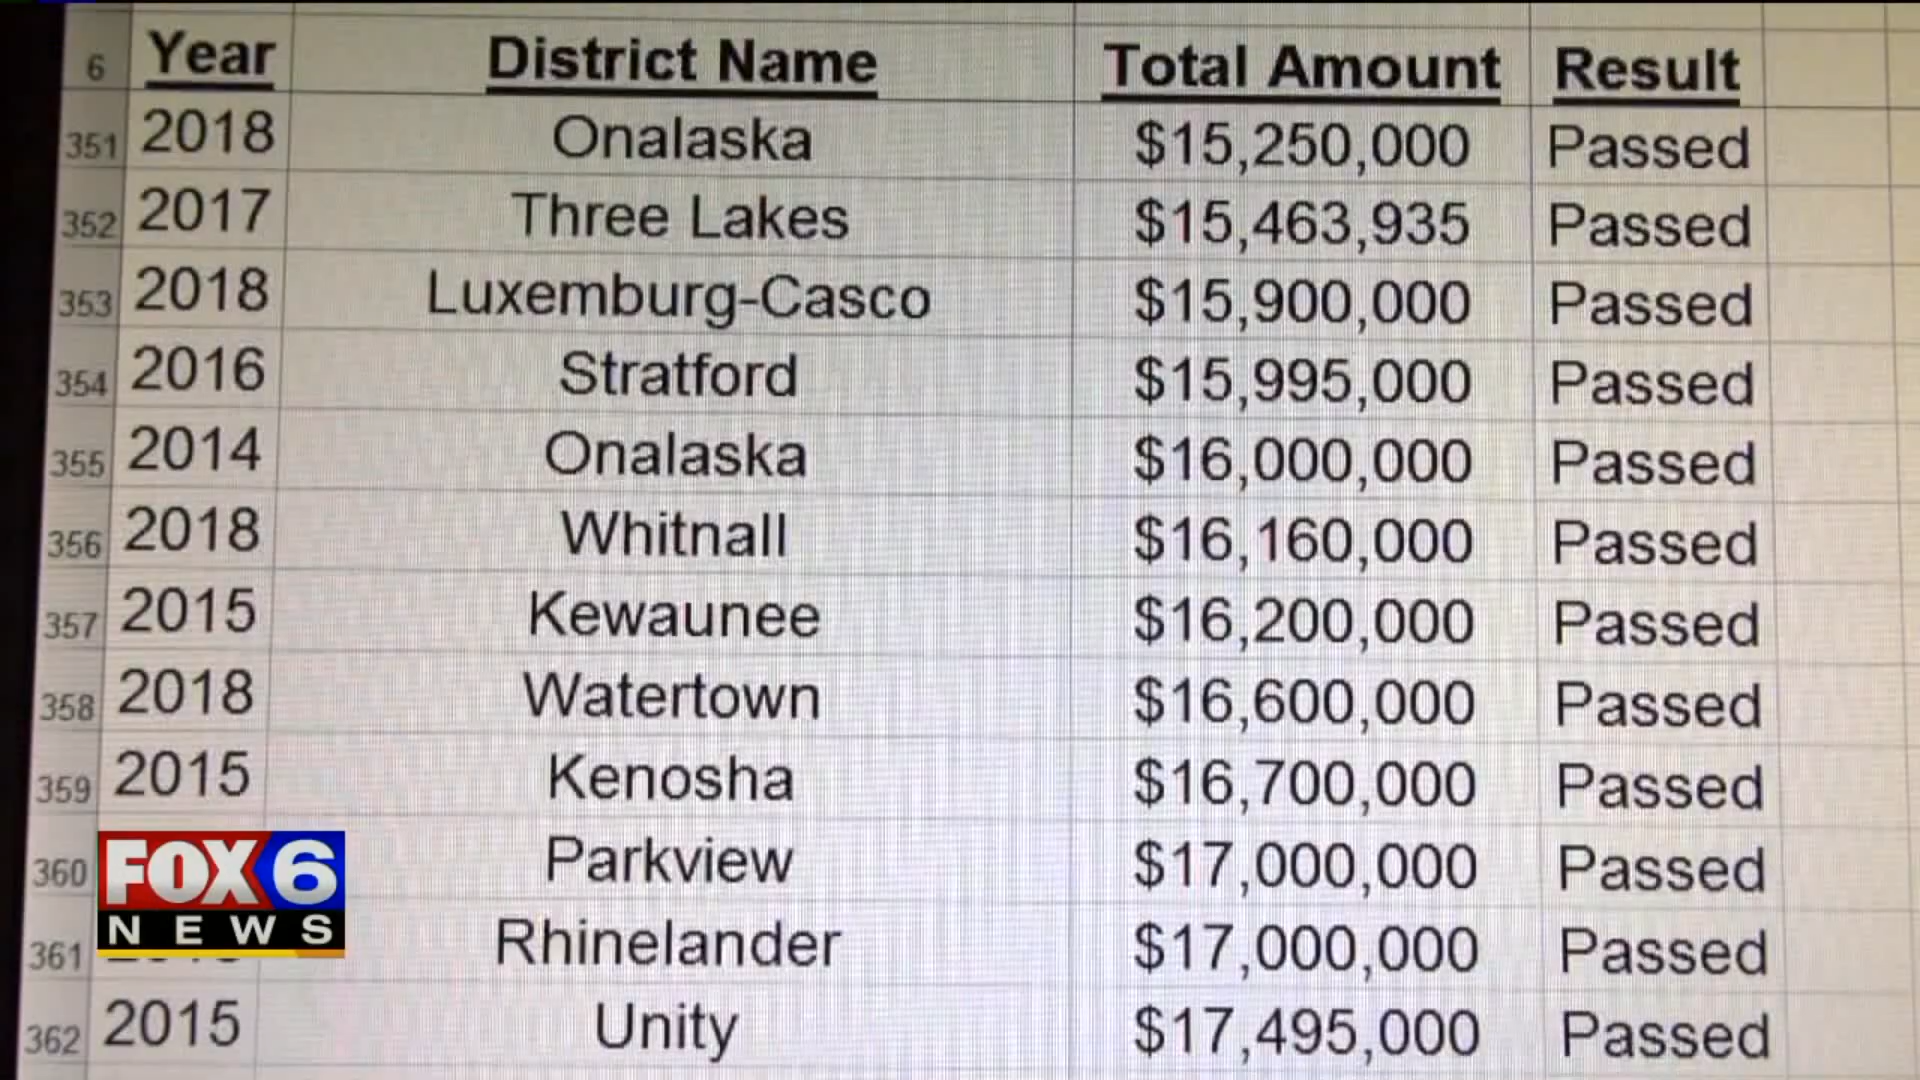 6 Year District Name Total Amount Result
351 2018 Onalaska $15,250,000 Passed
352 2017 Three Lakes $15,463,935 Passed
353 2018 Luxemburg-Casco $15,900,000 Passed
354 2016 Stratford $15,995,000 Passed
355 2014 Onalaska $16,000,000 Passed
356 2018 Whitnall $16,160,000 Passed
357 2015 Kewaunee $16,200,000 Passed
358 2018 Watertown $16,600,000 Passed
359 2015 Kenosha $16,700,000 Passed
360 Parkview $17,000,000 Passed
361 Rhinelander $17,000,000 Passed
362 2015 Unity $17,495,000 Passed
FOX 6
NEWS